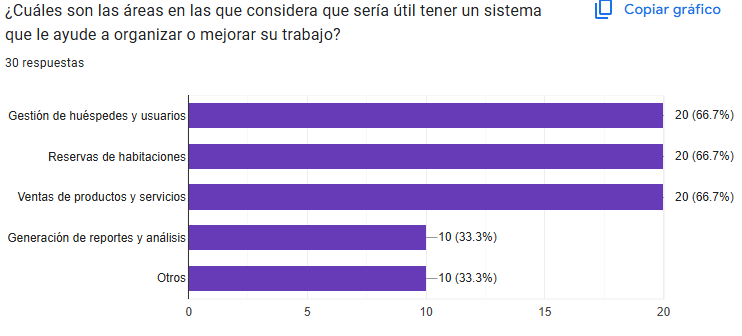 ¿Cuáles son las áreas en las que considera que sería útil tener un sistema
que le ayude a organizar o mejorar su trabajo?
Copiar gráfico
30 respuestas
Gestión de huéspedes y usuarios
20 (66.7%)
Reservas de habitaciones
20 (66.7%)
Ventas de productos y servicios
20 (66.7%)
Generación de reportes y análisis
10 (33.3%)
Otros
10 (33.3%)
0
5
10
15
20